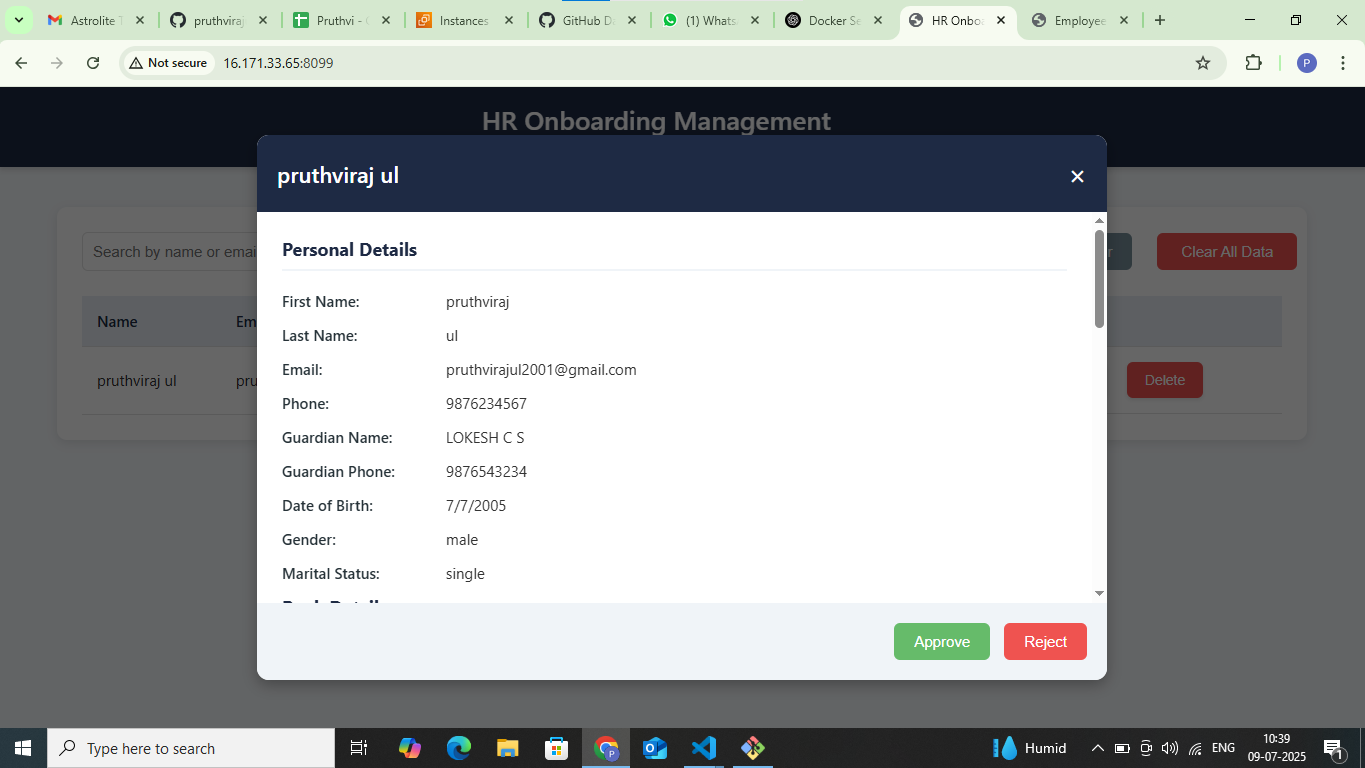 Astrolite T
pruthviraj
Pruthvi - 
Instances
GitHub D
(1) Whats
Docker Se
HR Onbo
Employee
Not secure
16.171.33.65:8099
P
HR Onboarding Management
pruthviraj ul
Search by name or emai
Clear All Data
Name
Em
pruthviraj ul
pru
Delete
Personal Details
First Name: pruthviraj
Last Name: ul
Email: pruthvirajul2001@gmail.com
Phone: 9876234567
Guardian Name: LOKESH C S
Guardian Phone: 9876543234
Date of Birth: 7/7/2005
Gender: male
Marital Status: single
Approve
Reject
Type here to search
Humid
ENG
10:39
09-07-2025
1